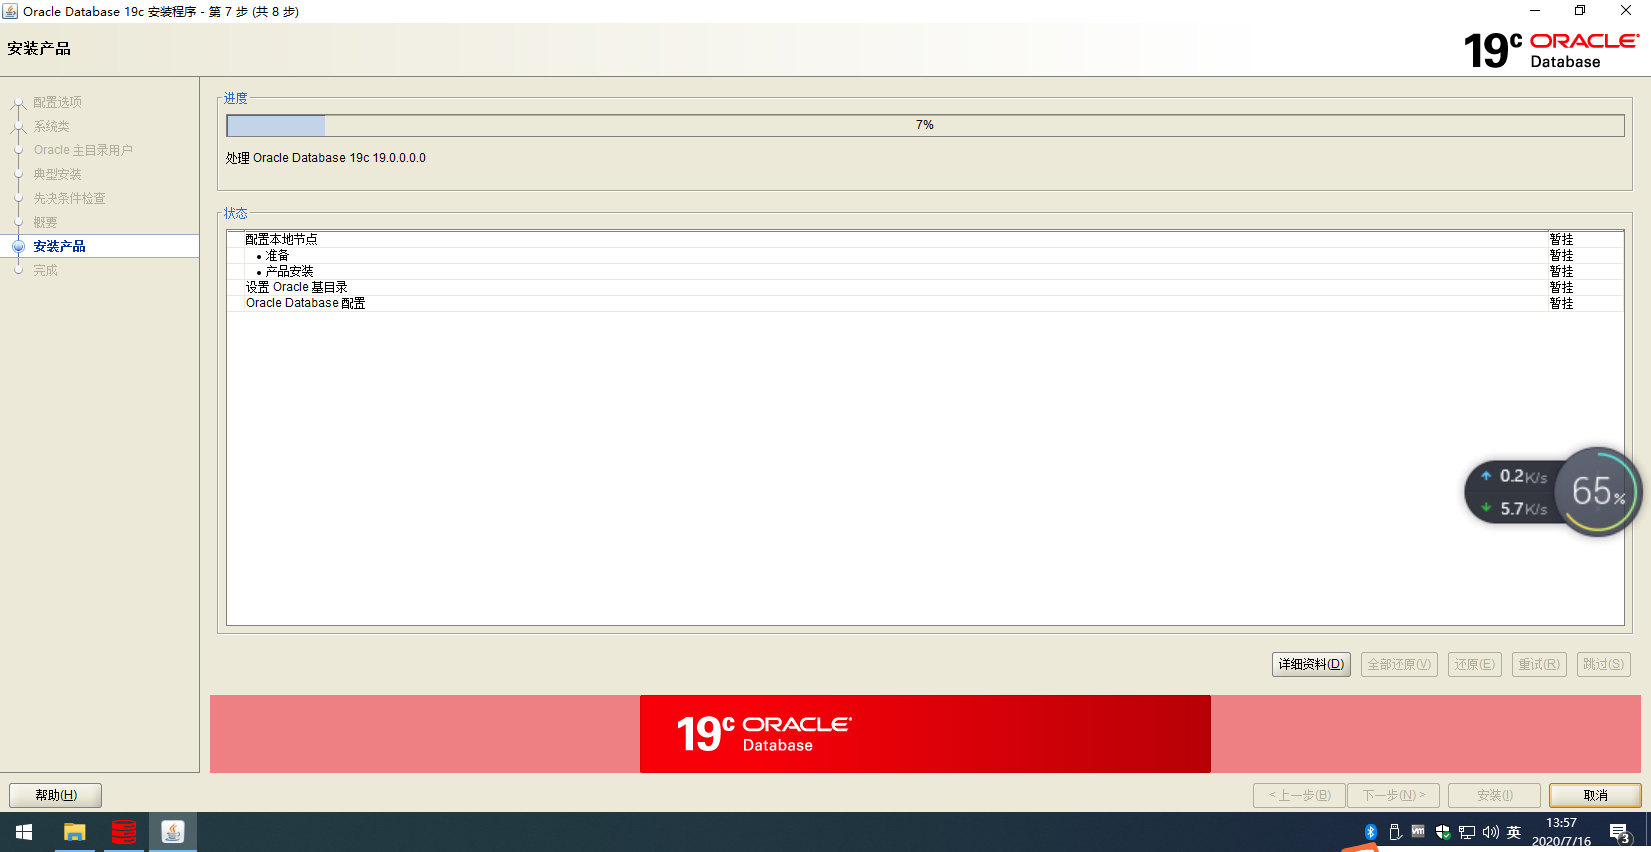 Oracle Database 19c 安装程序 - 第 7 步 (共 8 步)
安装产品
19c ORACLE
Database
配置选项
系统类
Oracle 主目录用户
典型安装
先决条件检查
概要
安装产品
完成
进度
7%
处理 Oracle Database 19c 19.0.0.0.0
状态
配置本地节点 暂挂
• 准备 暂挂
• 产品安装 暂挂
设置 Oracle 基目录 暂挂
Oracle Database 配置 暂挂
0.2K/s
5.7K/s
65%
详细资料(D) 全部还原(V) 还原(E) 重试(R) 跳过(S)
19c ORACLE
Database
帮助(H) < 上一步(B) 下一步(N) > 安装(I) 取消
vm 英 13:57
2020/7/16 3